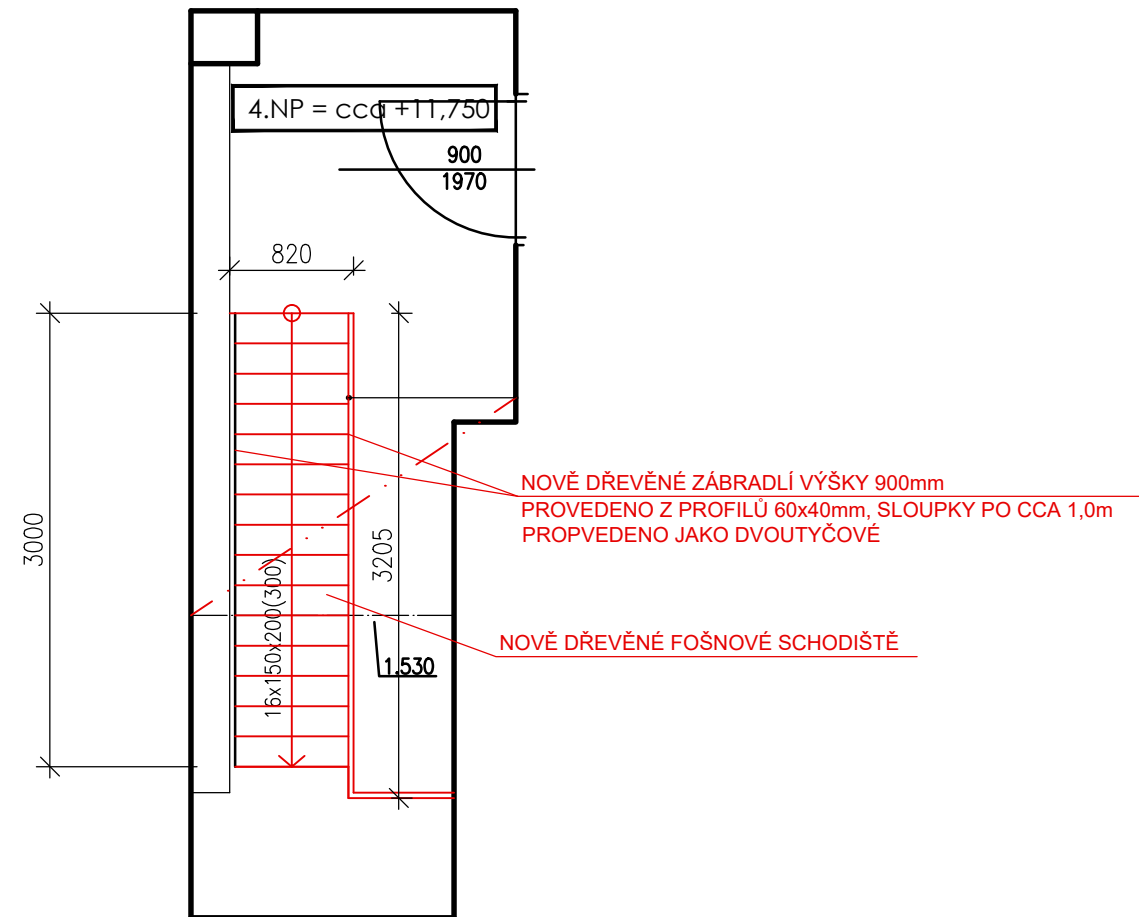 4.NP = cca +11,750
900
1970
820
3000
3205
16x150x200(300)
1.530
NOVĚ DŘEVĚNÉ ZÁBRADLÍ VÝŠKY 900mm
PROVEDENO Z PROFILŮ 60x40mm, SLOUPKY PO CCA 1,0m
PROPVEDENO JAKO DVOUTYČOVÉ
NOVĚ DŘEVĚNÉ FOŠNOVÉ SCHODIŠTĚ